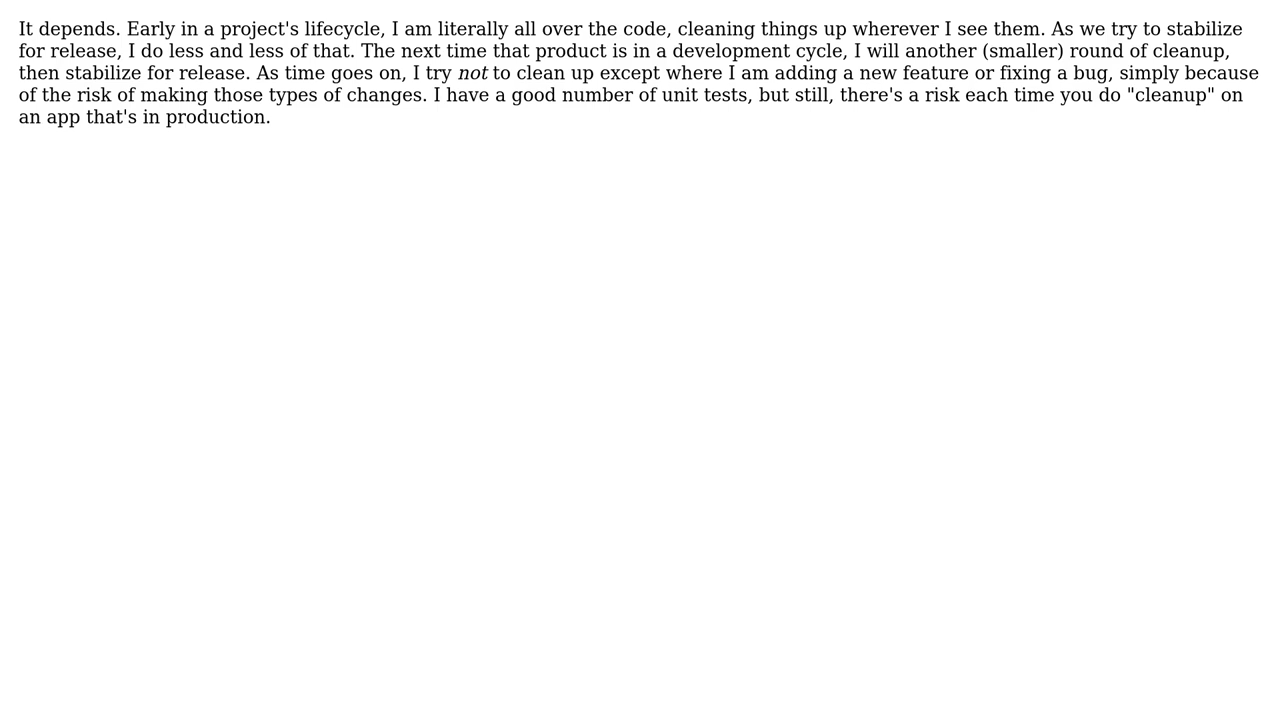 It depends. Early in a project's lifecycle, I am literally all over the code, cleaning things up wherever I see them. As we try to stabilize
for release, I do less and less of that. The next time that product is in a development cycle, I will another (smaller) round of cleanup,
then stabilize for release. As time goes on, I try not to clean up except where I am adding a new feature or fixing a bug, simply because
of the risk of making those types of changes. I have a good number of unit tests, but still, there's a risk each time you do "cleanup" on
an app that's in production.